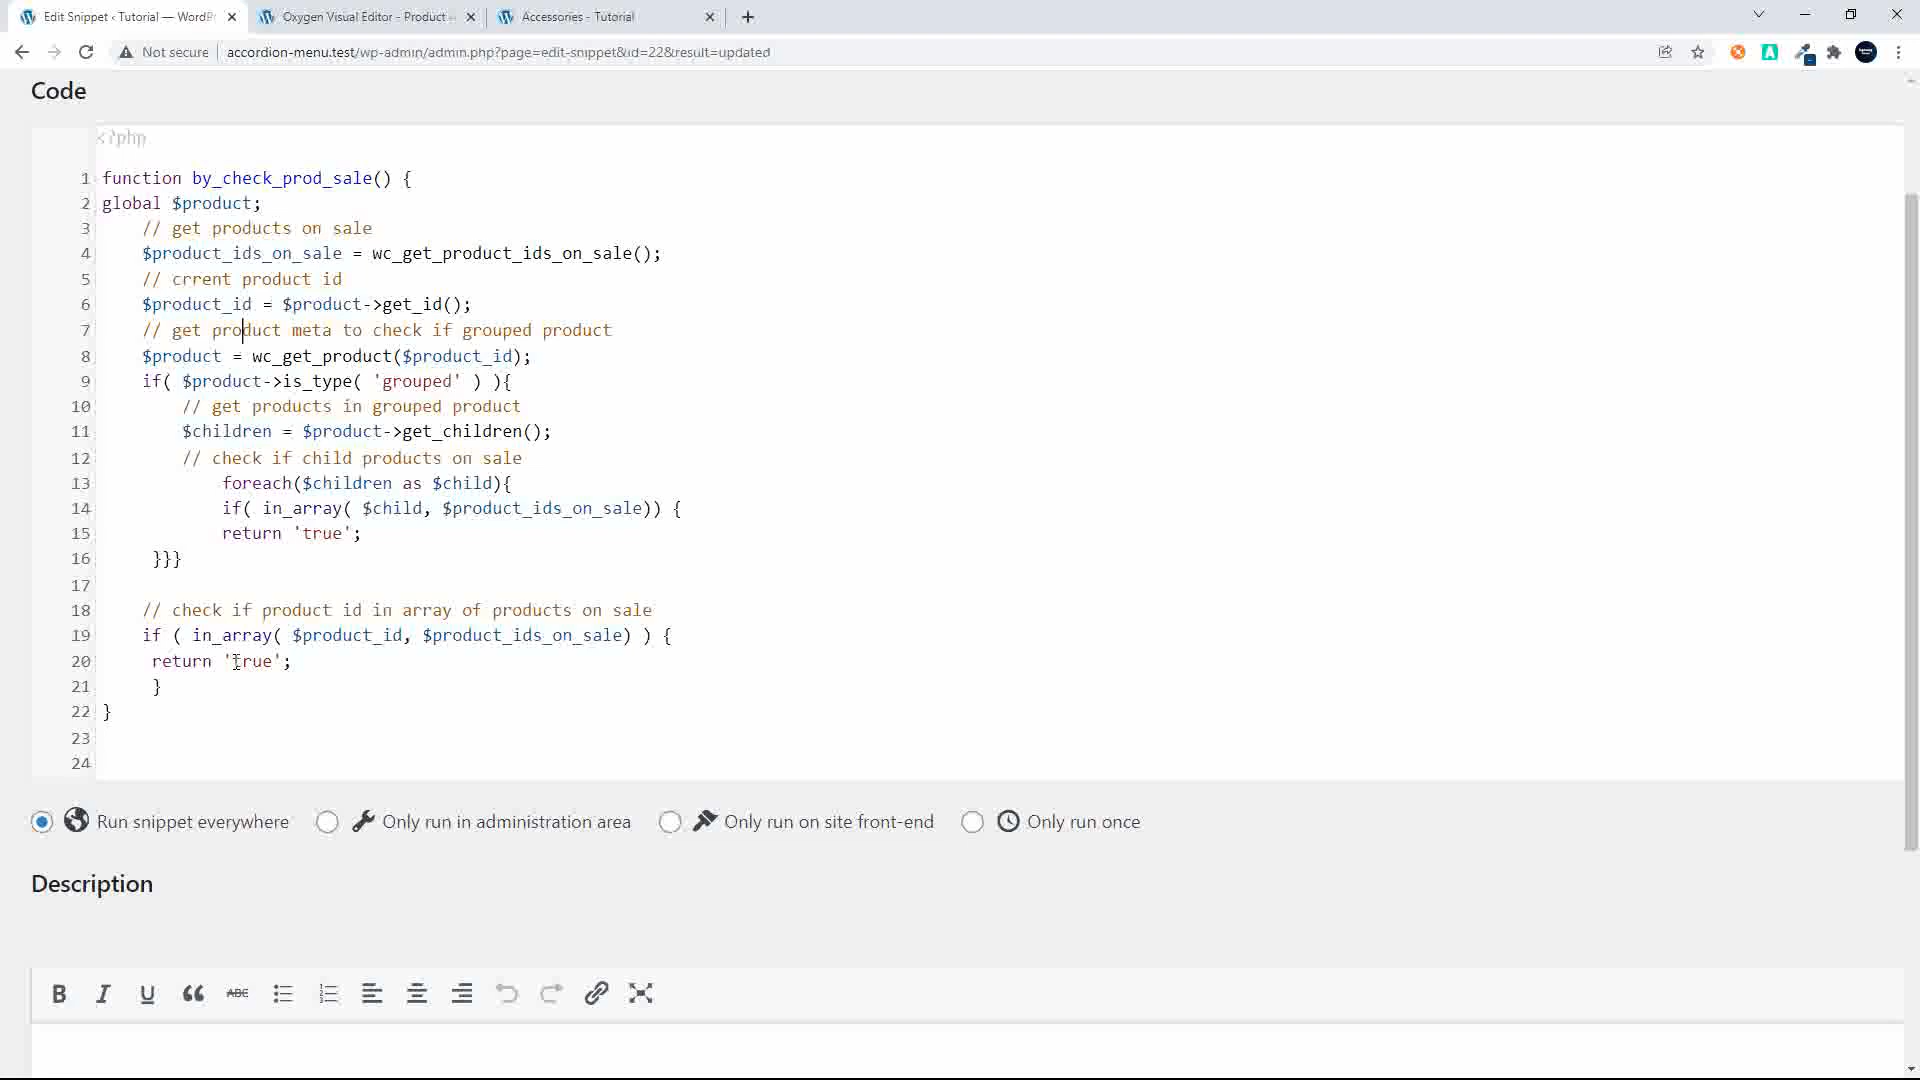 Edit Snippet ‹ Tutorial — WordPr
Oxygen Visual Editor - Product -
Accessories - Tutorial
Not secure
accordion-menu.test/wp-admin/admin.php?page=edit-snippet&id=22&result=updated
Code
<?php
1 function by_check_prod_sale() {
2 global $product;
3 // get products on sale
4 $product_ids_on_sale = wc_get_product_ids_on_sale();
5 // crrent product id
6 $product_id = $product->get_id();
7 // get product meta to check if grouped product
8 $product = wc_get_product($product_id);
9 if( $product->is_type( 'grouped' ) ){
10 // get products in grouped product
11 $children = $product->get_children();
12 // check if child products on sale
13 foreach($children as $child){
14 if( in_array( $child, $product_ids_on_sale)) {
15 return 'true';
16 }}}
17
18 // check if product id in array of products on sale
19 if ( in_array( $product_id, $product_ids_on_sale) ) {
20 return 'true';
21 }
22 }
23
24
Run snippet everywhere Only run in administration area Only run on site front-end Only run once
Description
B I U ABC